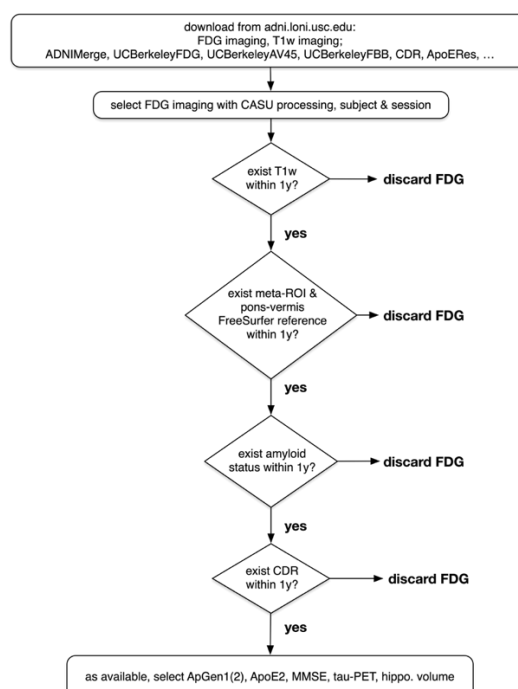 download from adni.loni.usc.edu:
FDG imaging, T1w imaging;
ADNIMerge, UCBerkeleyFDG, UCBerkeleyAV45, UCBerkeleyFBB, CDR, ApoERes, ...
select FDG imaging with CASU processing, subject & session
exist T1w
within 1y?
discard FDG
yes
exist meta-ROI &
pons-vermis
FreeSurfer reference
within 1y?
discard FDG
yes
exist amyloid
status within 1y?
discard FDG
yes
exist CDR
within 1y?
discard FDG
yes
as available, select ApGen1(2), ApoE2, MMSE, tau-PET, hippo. volume